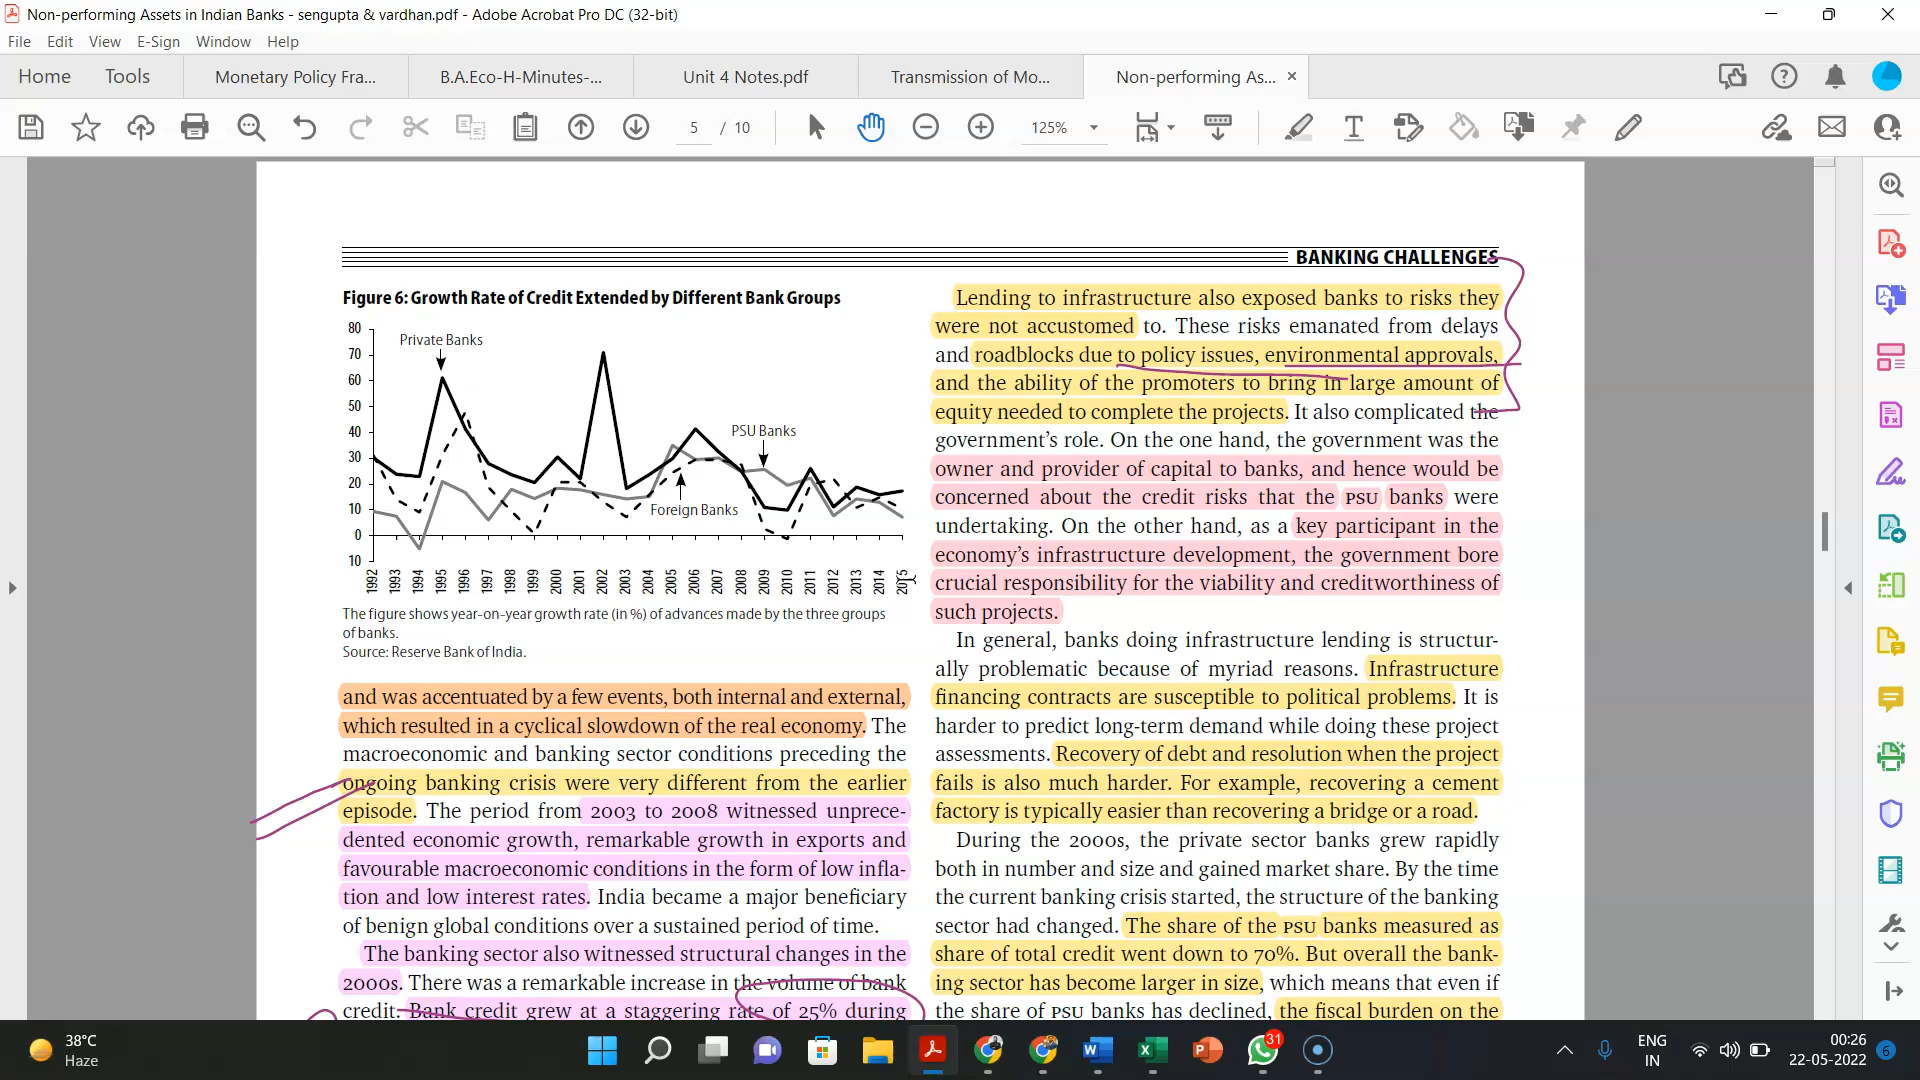 Non-performing Assets in Indian Banks - sengupta & vardhan.pdf - Adobe Acrobat Pro DC (32-bit)
File Edit View E-Sign Window Help
Home Tools Monetary Policy Fra... B.A.Eco-H-Minutes-... Unit 4 Notes.pdf Transmission of Mo... Non-performing As... ×
5 / 10 125%
BANKING CHALLENGES
Figure 6: Growth Rate of Credit Extended by Different Bank Groups
80
70
60
50
40
30
20
10
0
10
Private Banks
PSU Banks
Foreign Banks
1992 1993 1994 1995 1996 1997 1998 1999 2000 2001 2002 2003 2004 2005 2006 2007 2008 2009 2010 2011 2012 2013 2014 2015
The figure shows year-on-year growth rate (in %) of advances made by the three groups
of banks.
Source: Reserve Bank of India.
and was accentuated by a few events, both internal and external,
which resulted in a cyclical slowdown of the real economy. The
macroeconomic and banking sector conditions preceding the
ongoing banking crisis were very different from the earlier
episode. The period from 2003 to 2008 witnessed unprece-
dented economic growth, remarkable growth in exports and
favourable macroeconomic conditions in the form of low infla-
tion and low interest rates. India became a major beneficiary
of benign global conditions over a sustained period of time.
The banking sector also witnessed structural changes in the
2000s. There was a remarkable increase in the volume of bank
credit. Bank credit grew at a staggering rate of 25% during
Lending to infrastructure also exposed banks to risks they
were not accustomed to. These risks emanated from delays
and roadblocks due to policy issues, environmental approvals,
and the ability of the promoters to bring in large amount of
equity needed to complete the projects. It also complicated the
government's role. On the one hand, the government was the
owner and provider of capital to banks, and hence would be
concerned about the credit risks that the PSU banks were
undertaking. On the other hand, as a key participant in the
economy's infrastructure development, the government bore
crucial responsibility for the viability and creditworthiness of
such projects.
In general, banks doing infrastructure lending is structur-
ally problematic because of myriad reasons. Infrastructure
financing contracts are susceptible to political problems. It is
harder to predict long-term demand while doing these project
assessments. Recovery of debt and resolution when the project
fails is also much harder. For example, recovering a cement
factory is typically easier than recovering a bridge or a road.
During the 2000s, the private sector banks grew rapidly
both in number and size and gained market share. By the time
the current banking crisis started, the structure of the banking
sector had changed. The share of the PSU banks measured as
share of total credit went down to 70%. But overall the bank-
ing sector has become larger in size, which means that even if
the share of PSU banks has declined, the fiscal burden on the
38°C
Haze
31
ENG
IN
00:26
22-05-2022
6